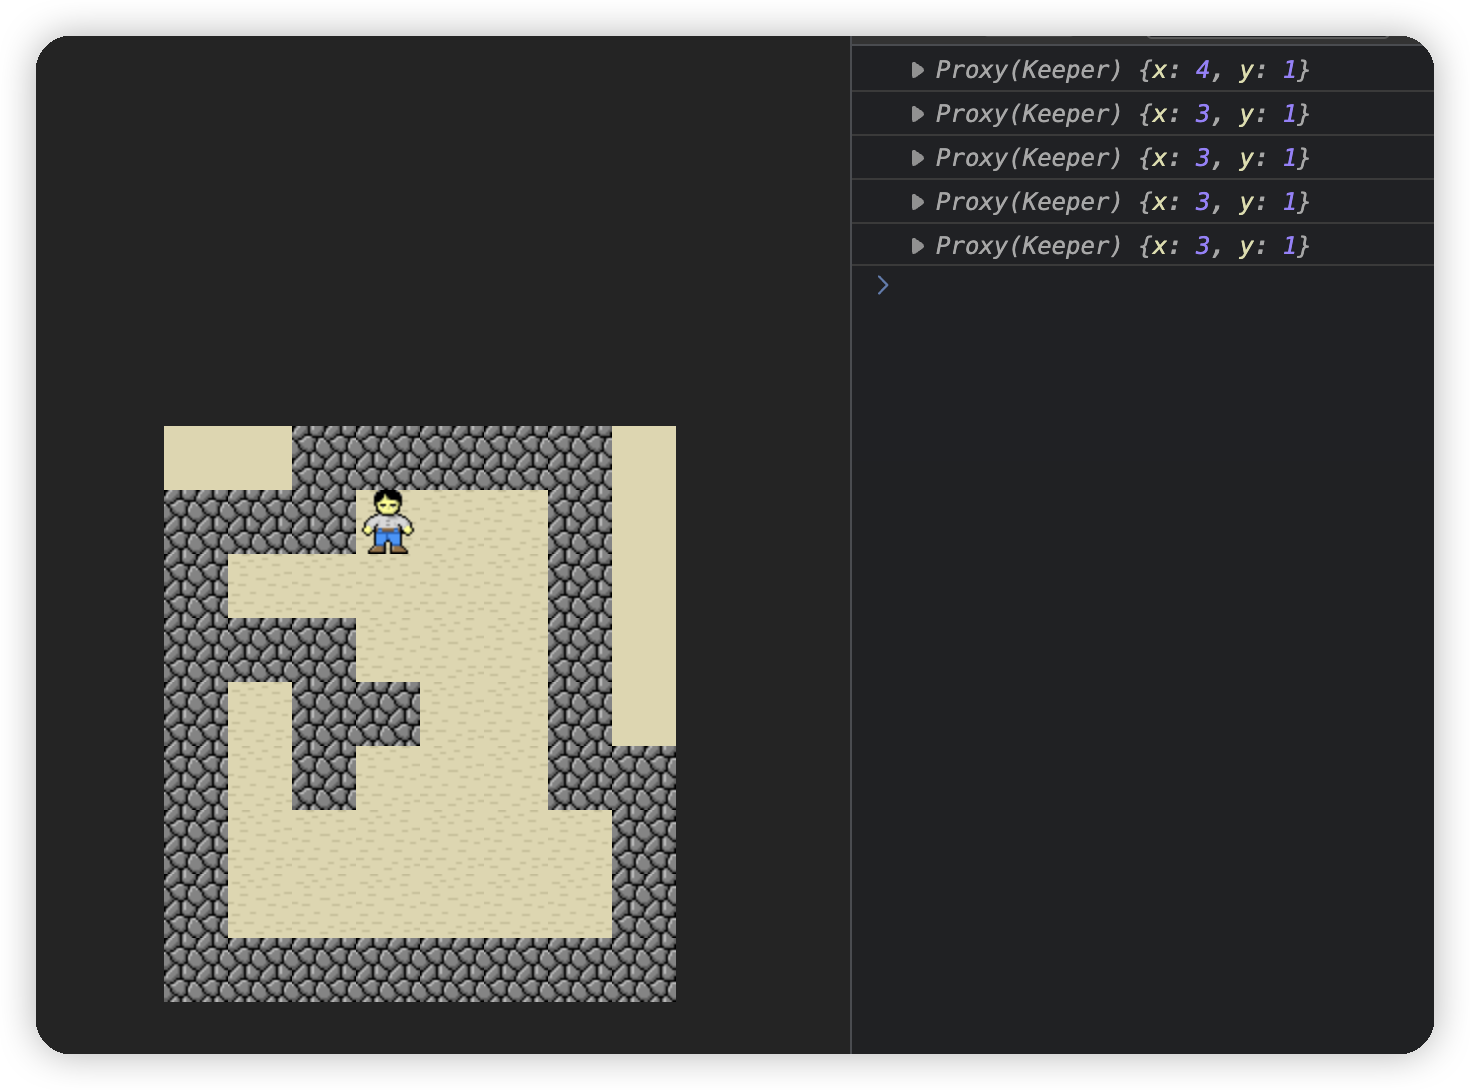 ▶ Proxy(Keeper) {x: 4, y: 1}
▶ Proxy(Keeper) {x: 3, y: 1}
▶ Proxy(Keeper) {x: 3, y: 1}
▶ Proxy(Keeper) {x: 3, y: 1}
▶ Proxy(Keeper) {x: 3, y: 1}
>